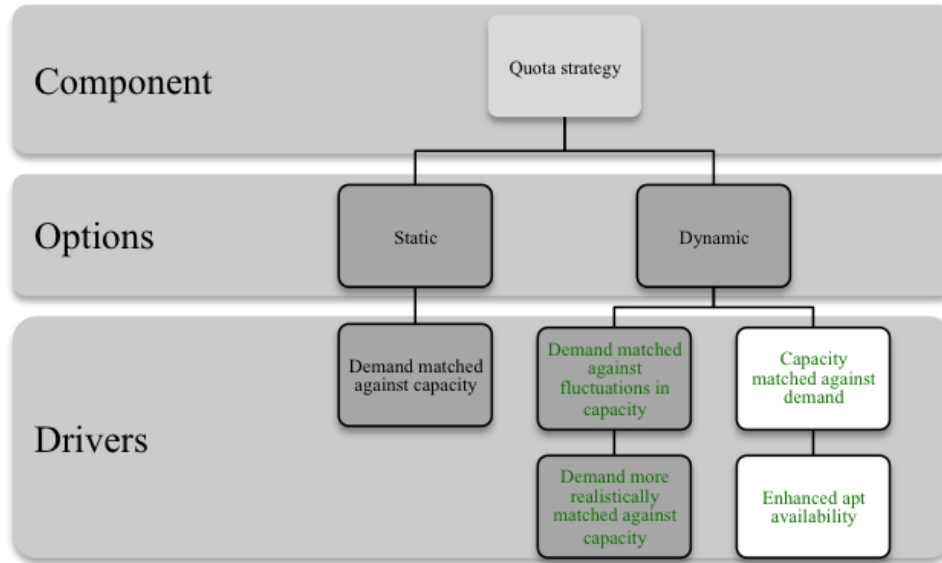 Component
Quota strategy
Options
Static
Dynamic
Drivers
Demand matched
against capacity
Demand matched
against
fluctuations in
capacity
Capacity
matched against
demand
Demand more
realistically
matched against
capacity
Enhanced apt
availability